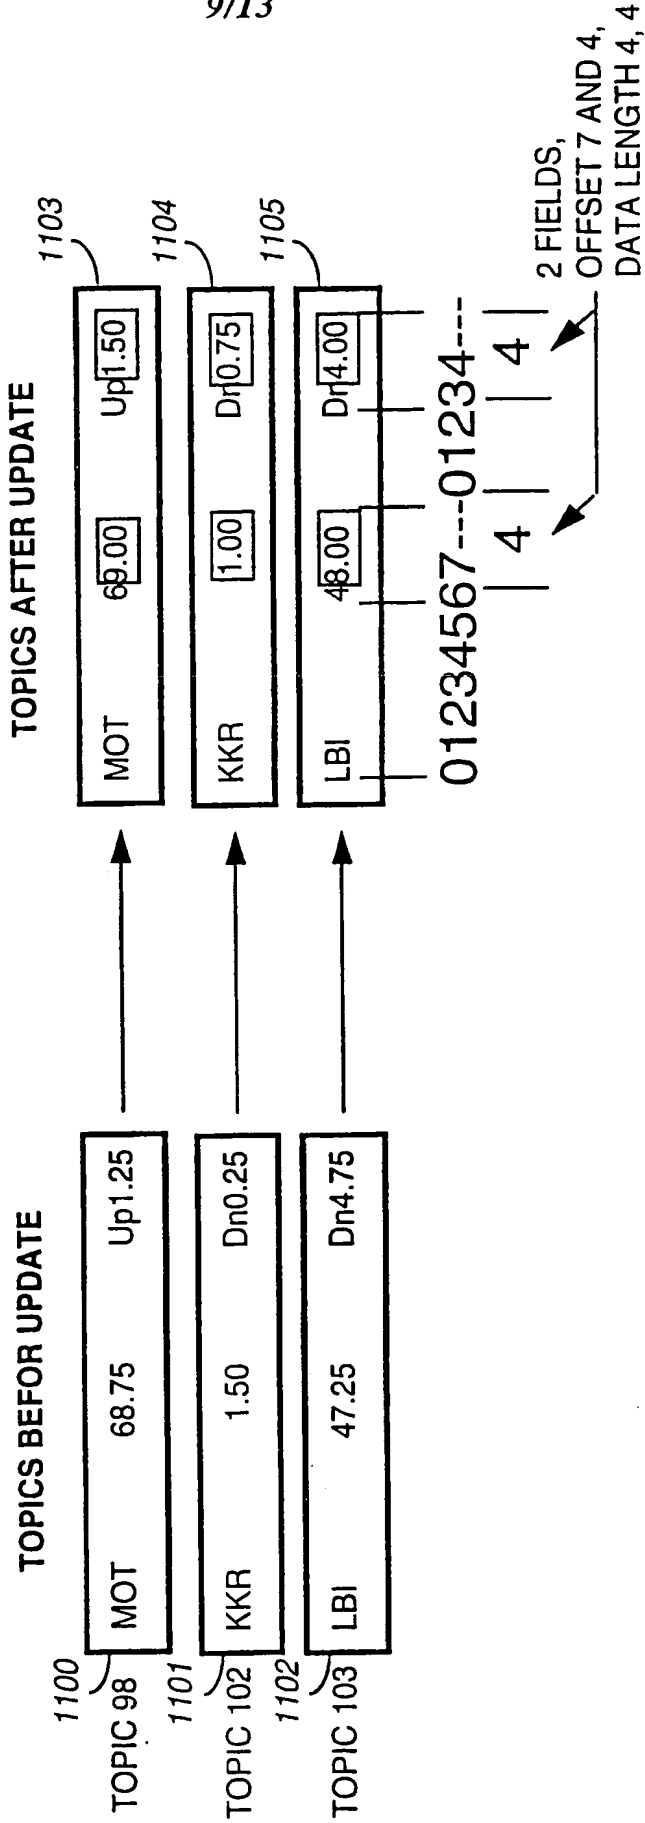 9/13
TOPICS BEFOR UPDATE
1100
TOPIC 98
MOT 68.75 Up1.25
1101
TOPIC 102
KKR 1.50 Dn0.25
1102
TOPIC 103
LBI 47.25 Dn4.75
TOPICS AFTER UPDATE
MOT 69.00 Up1.50
1103
KKR 1.00 Dn0.75
1104
LBI 48.00 Dn4.00
1105
01234567---01234---
4 4
2 FIELDS,
OFFSET 7 AND 4,
DATA LENGTH 4, 4